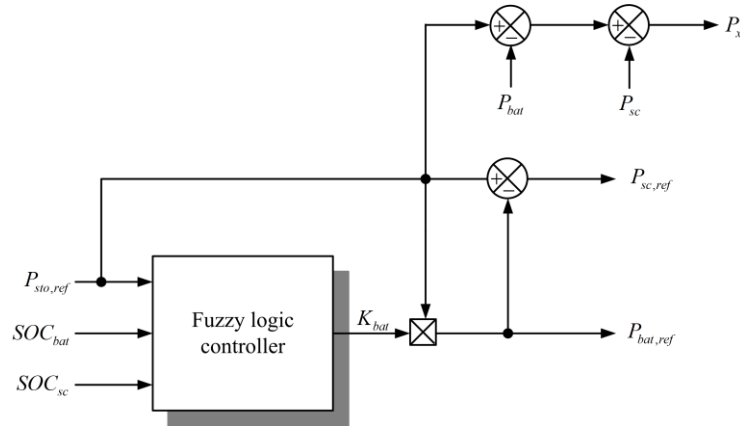 P_x
P_bat
P_sc
P_sc,ref
P_sto,ref
Fuzzy logic
controller
K_bat
SOC_bat
P_bat,ref
SOC_sc